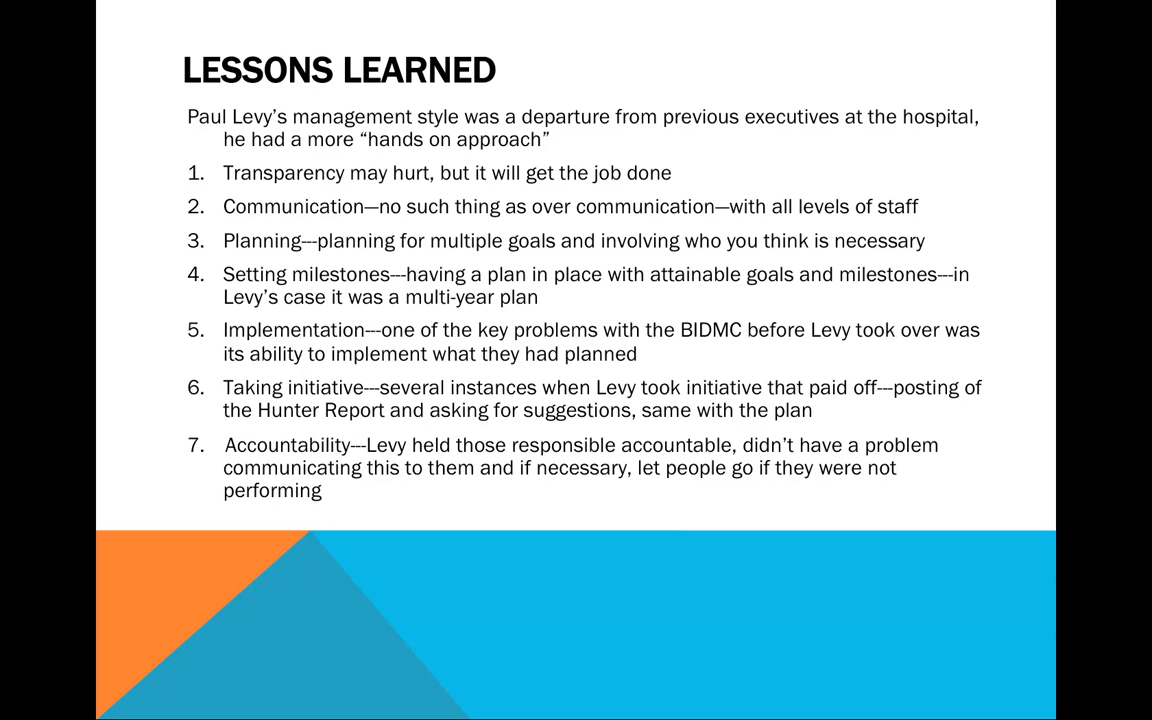 LESSONS LEARNED
Paul Levy’s management style was a departure from previous executives at the hospital,
he had a more “hands on approach”
1. Transparency may hurt, but it will get the job done
2. Communication—no such thing as over communication—with all levels of staff
3. Planning---planning for multiple goals and involving who you think is necessary
4. Setting milestones---having a plan in place with attainable goals and milestones---in
Levy’s case it was a multi-year plan
5. Implementation---one of the key problems with the BIDMC before Levy took over was
its ability to implement what they had planned
6. Taking initiative---several instances when Levy took initiative that paid off---posting of
the Hunter Report and asking for suggestions, same with the plan
7. Accountability---Levy held those responsible accountable, didn’t have a problem
communicating this to them and if necessary, let people go if they were not
performing